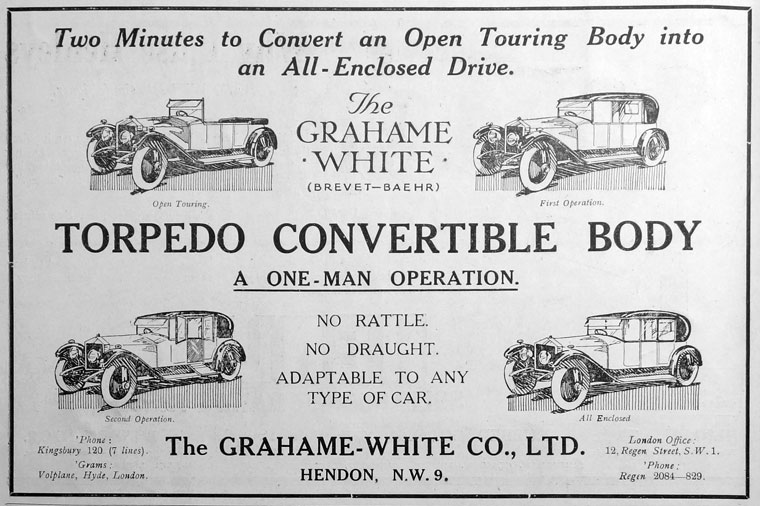 Two Minutes to Convert an Open Touring Body into
an All-Enclosed Drive.
The
GRAHAME
·WHITE·
(BREVET—BAEHR)
Open Touring.
First Operation.
TORPEDO CONVERTIBLE BODY
A ONE-MAN OPERATION.
NO RATTLE.
NO DRAUGHT.
ADAPTABLE TO ANY
TYPE OF CAR.
Second Operation.
All Enclosed
'Phone:
Kingsbury 120 (7 lines).
'Grams:
Volplane, Hyde, London.
The GRAHAME-WHITE CO., LTD.
HENDON, N.W. 9.
London Office:
12, Regen Street, S.W. 1.
'Phone:
Regen 2084—829.